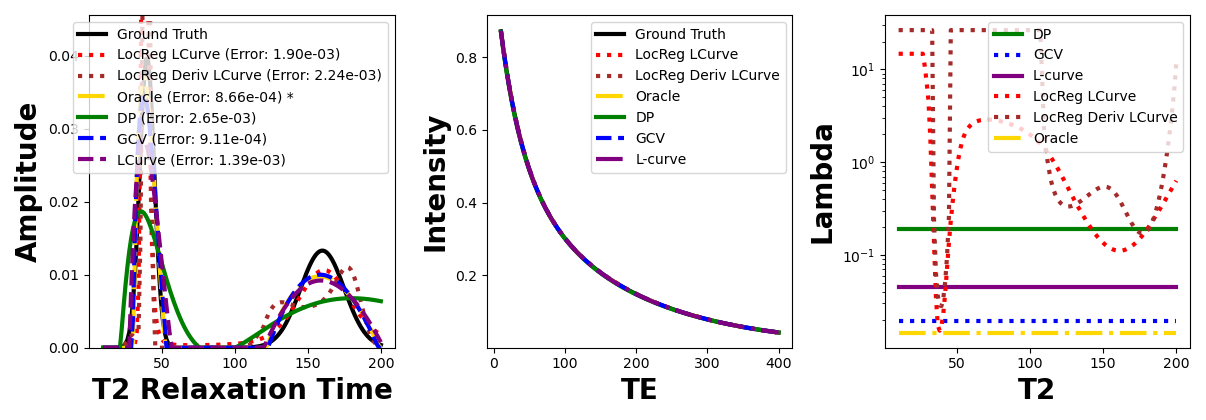 Amplitude
0.04
0.03
0.02
0.01
0.00
50
100
150
200
T2 Relaxation Time
Ground Truth
LocReg LCurve (Error: 1.90e-03)
LocReg Deriv LCurve (Error: 2.24e-03)
Oracle (Error: 8.66e-04) *
DP (Error: 2.65e-03)
GCV (Error: 9.11e-04)
LCurve (Error: 1.39e-03)
Intensity
0.8
0.6
0.4
0.2
0
100
200
300
400
TE
Ground Truth
LocReg LCurve
LocReg Deriv LCurve
Oracle
DP
GCV
L-curve
Lambda
10¹
10⁰
10⁻¹
50
100
150
200
T2
DP
GCV
L-curve
LocReg LCurve
LocReg Deriv LCurve
Oracle